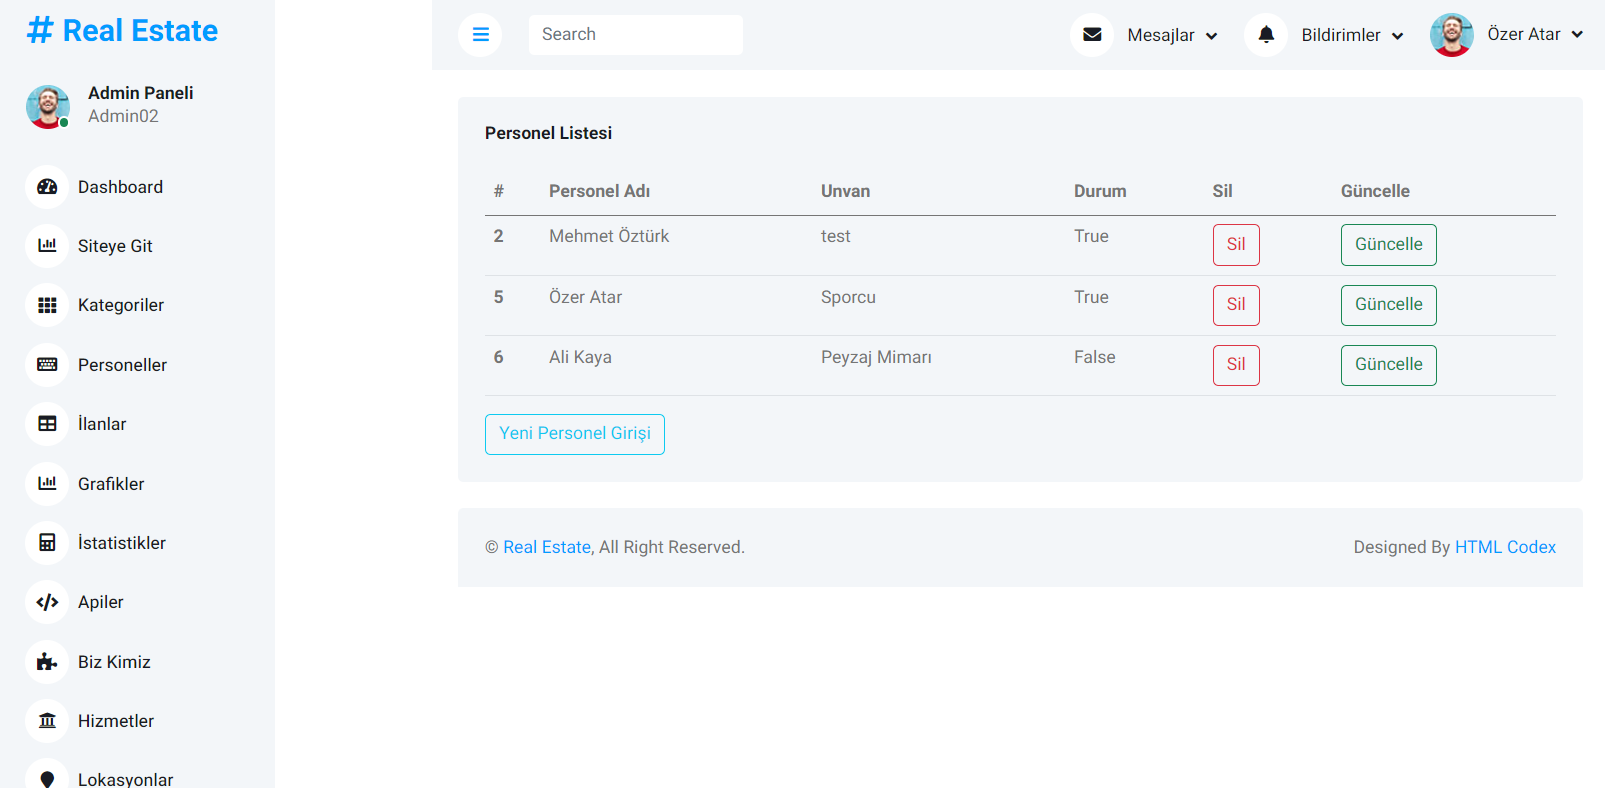 # Real Estate
Admin Paneli
Admin02
Dashboard
Siteye Git
Kategoriler
Personeller
İlanlar
Grafikler
İstatistikler
Apiler
Biz Kimiz
Hizmetler
Lokasyonlar
Search
Mesajlar
Bildirimler
Özer Atar
Personel Listesi
# Personel Adı Unvan Durum Sil Güncelle
2 Mehmet Öztürk test True Sil Güncelle
5 Özer Atar Sporcu True Sil Güncelle
6 Ali Kaya Peyzaj Mimarı False Sil Güncelle
Yeni Personel Girişi
© Real Estate, All Right Reserved.
Designed By HTML Codex